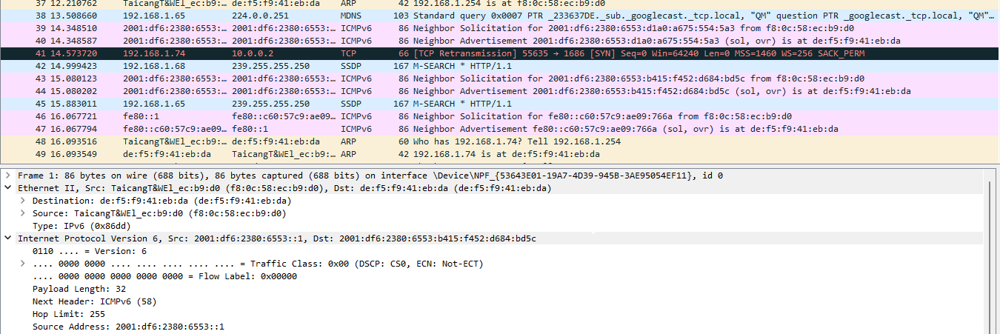 37 12.210762 TaicangT&WEl_ec:b9:… de:f5:f9:41:eb:da ARP 42 192.168.1.254 is at f8:0c:58:ec:b9:d0
38 13.508660 192.168.1.65 224.0.0.251 MDNS 103 Standard query 0x0007 PTR _233637DE._sub._googlecast._tcp.local, "QM" question PTR _googlecast._tcp.local, "QM"…
39 14.348510 2001:df6:2380:6553:… 2001:df6:2380:6553:… ICMPv6 86 Neighbor Solicitation for 2001:df6:2380:6553:d1a0:a675:554:5a3 from f8:0c:58:ec:b9:d0
40 14.348587 2001:df6:2380:6553:… 2001:df6:2380:6553:… ICMPv6 86 Neighbor Advertisement 2001:df6:2380:6553:d1a0:a675:554:5a3 (sol, ovr) is at de:f5:f9:41:eb:da
41 14.573720 192.168.1.74 10.0.0.2 TCP 66 [TCP Retransmission] 55635 → 1686 [SYN] Seq=0 Win=64240 Len=0 MSS=1460 WS=256 SACK_PERM
42 14.999423 192.168.1.68 239.255.255.250 SSDP 167 M-SEARCH * HTTP/1.1
43 15.080123 2001:df6:2380:6553:… 2001:df6:2380:6553:… ICMPv6 86 Neighbor Solicitation for 2001:df6:2380:6553:b415:f452:d684:bd5c from f8:0c:58:ec:b9:d0
44 15.080202 2001:df6:2380:6553:… 2001:df6:2380:6553:… ICMPv6 86 Neighbor Advertisement 2001:df6:2380:6553:b415:f452:d684:bd5c (sol, ovr) is at de:f5:f9:41:eb:da
45 15.883011 192.168.1.65 239.255.255.250 SSDP 167 M-SEARCH * HTTP/1.1
46 16.067721 fe80::1 fe80::c60:57c9:ae09… ICMPv6 86 Neighbor Solicitation for fe80::c60:57c9:ae09:766a from f8:0c:58:ec:b9:d0
47 16.067794 fe80::c60:57c9:ae09… fe80::1 ICMPv6 86 Neighbor Advertisement fe80::c60:57c9:ae09:766a (sol, ovr) is at de:f5:f9:41:eb:da
48 16.093516 TaicangT&WEl_ec:b9:… de:f5:f9:41:eb:da ARP 60 Who has 192.168.1.74? Tell 192.168.1.254
49 16.093549 de:f5:f9:41:eb:da TaicangT&WEl_ec:b9:… ARP 42 192.168.1.74 is at de:f5:f9:41:eb:da
Frame 1: 86 bytes on wire (688 bits), 86 bytes captured (688 bits) on interface \Device\NPF_{53643E01-19A7-4D39-945B-3AE95054EF11}, id 0
Ethernet II, Src: TaicangT&WEl_ec:b9:d0 (f8:0c:58:ec:b9:d0), Dst: de:f5:f9:41:eb:da (de:f5:f9:41:eb:da)
Destination: de:f5:f9:41:eb:da (de:f5:f9:41:eb:da)
Source: TaicangT&WEl_ec:b9:d0 (f8:0c:58:ec:b9:d0)
Type: IPv6 (0x86dd)
Internet Protocol Version 6, Src: 2001:df6:2380:6553::1, Dst: 2001:df6:2380:6553:b415:f452:d684:bd5c
0110 .... = Version: 6
.... 0000 0000 .... .... .... .... .... = Traffic Class: 0x00 (DSCP: CS0, ECN: Not-ECT)
.... 0000 0000 0000 0000 0000 = Flow Label: 0x00000
Payload Length: 32
Next Header: ICMPv6 (58)
Hop Limit: 255
Source Address: 2001:df6:2380:6553::1